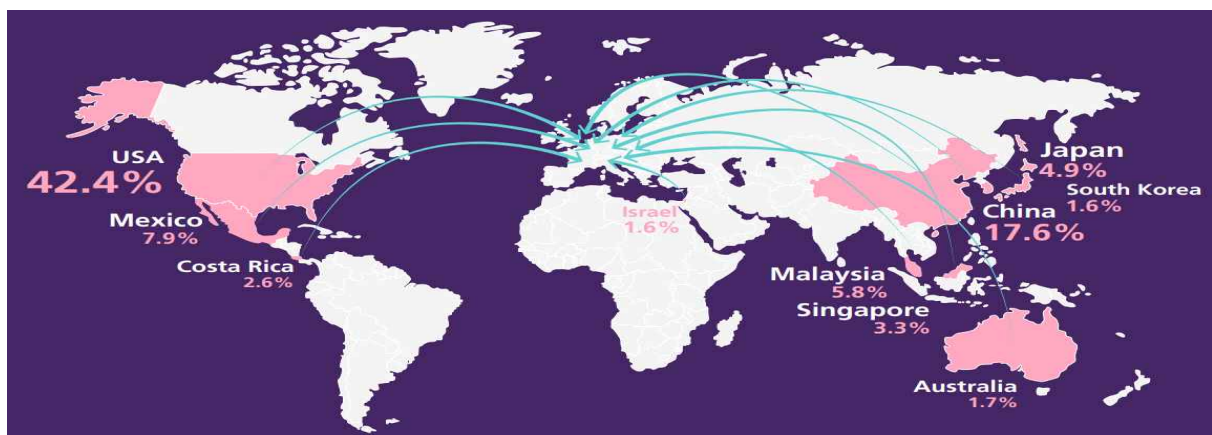 USA
42.4%
Mexico
7.9%
Costa Rica
2.6%
Israel
1.6%
Japan
4.9%
South Korea
1.6%
China
17.6%
Malaysia
5.8%
Singapore
3.3%
Australia
1.7%